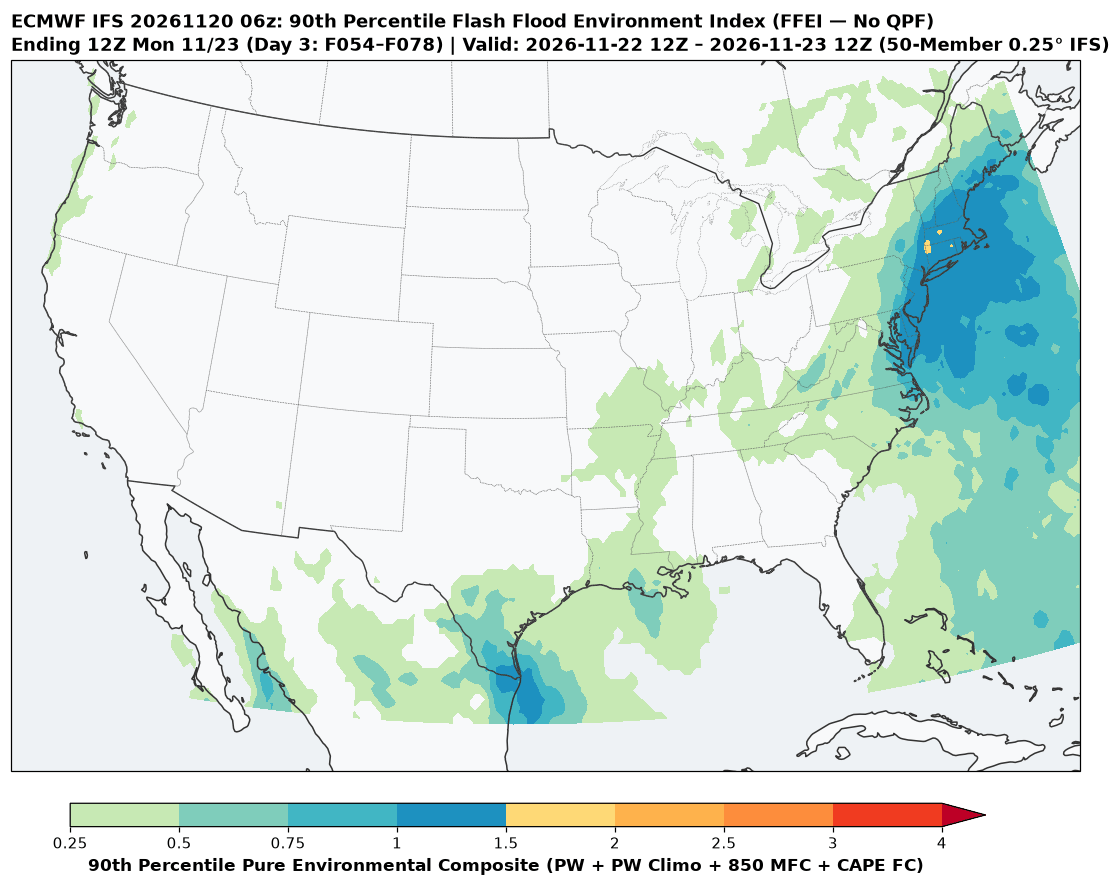 ECMWF IFS 20261120 06z: 90th Percentile Flash Flood Environment Index (FFEI — No QPF)
Ending 12Z Mon 11/23 (Day 3: F054–F078) | Valid: 2026-11-22 12Z – 2026-11-23 12Z (50-Member 0.25° IFS)
0.25 0.5 0.75 1 1.5 2 2.5 3 4
90th Percentile Pure Environmental Composite (PW + PW Climo + 850 MFC + CAPE FC)